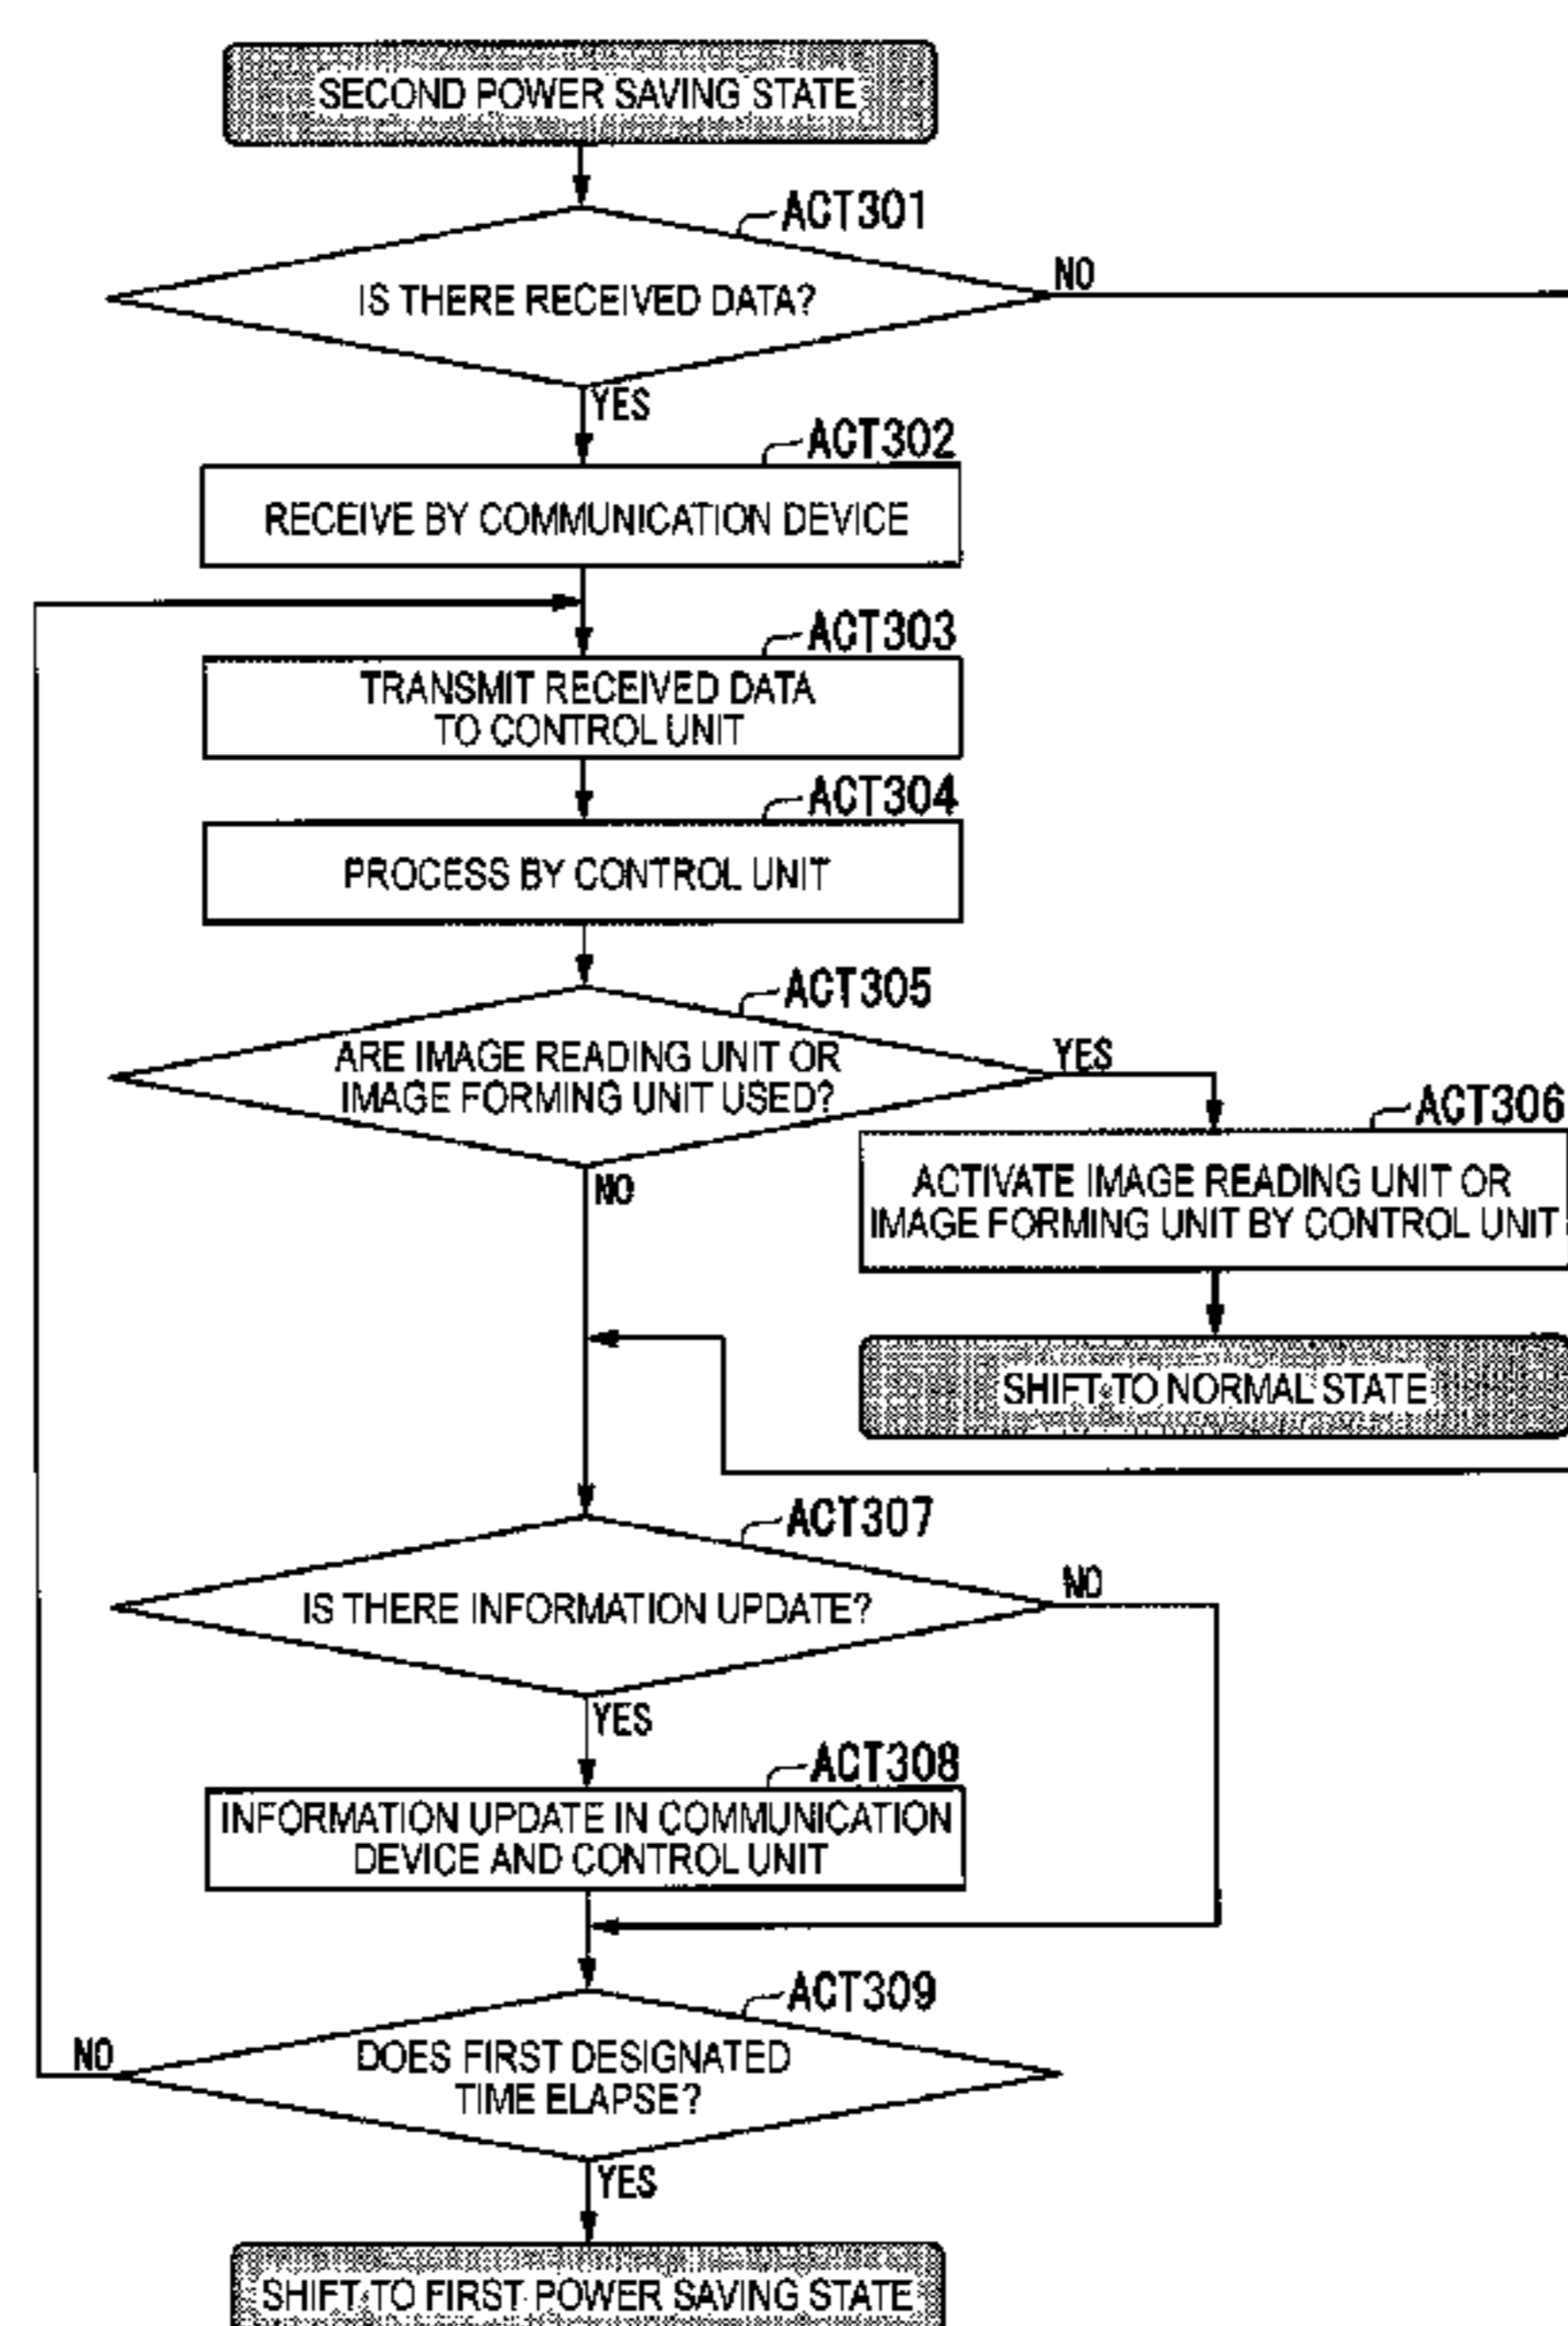 SECOND POWER SAVING STATE
ACT301
IS THERE RECEIVED DATA?
NO
YES
ACT302
RECEIVE BY COMMUNICATION DEVICE
ACT303
TRANSMIT RECEIVED DATA
TO CONTROL UNIT
ACT304
PROCESS BY CONTROL UNIT
ACT305
ARE IMAGE READING UNIT OR
IMAGE FORMING UNIT USED?
YES
NO
ACT306
ACTIVATE IMAGE READING UNIT OR
IMAGE FORMING UNIT BY CONTROL UNIT
SHIFT TO NORMAL STATE
ACT307
IS THERE INFORMATION UPDATE?
NO
YES
ACT308
INFORMATION UPDATE IN COMMUNICATION
DEVICE AND CONTROL UNIT
ACT309
DOES FIRST DESIGNATED
TIME ELAPSE?
NO
YES
SHIFT TO FIRST POWER SAVING STATE